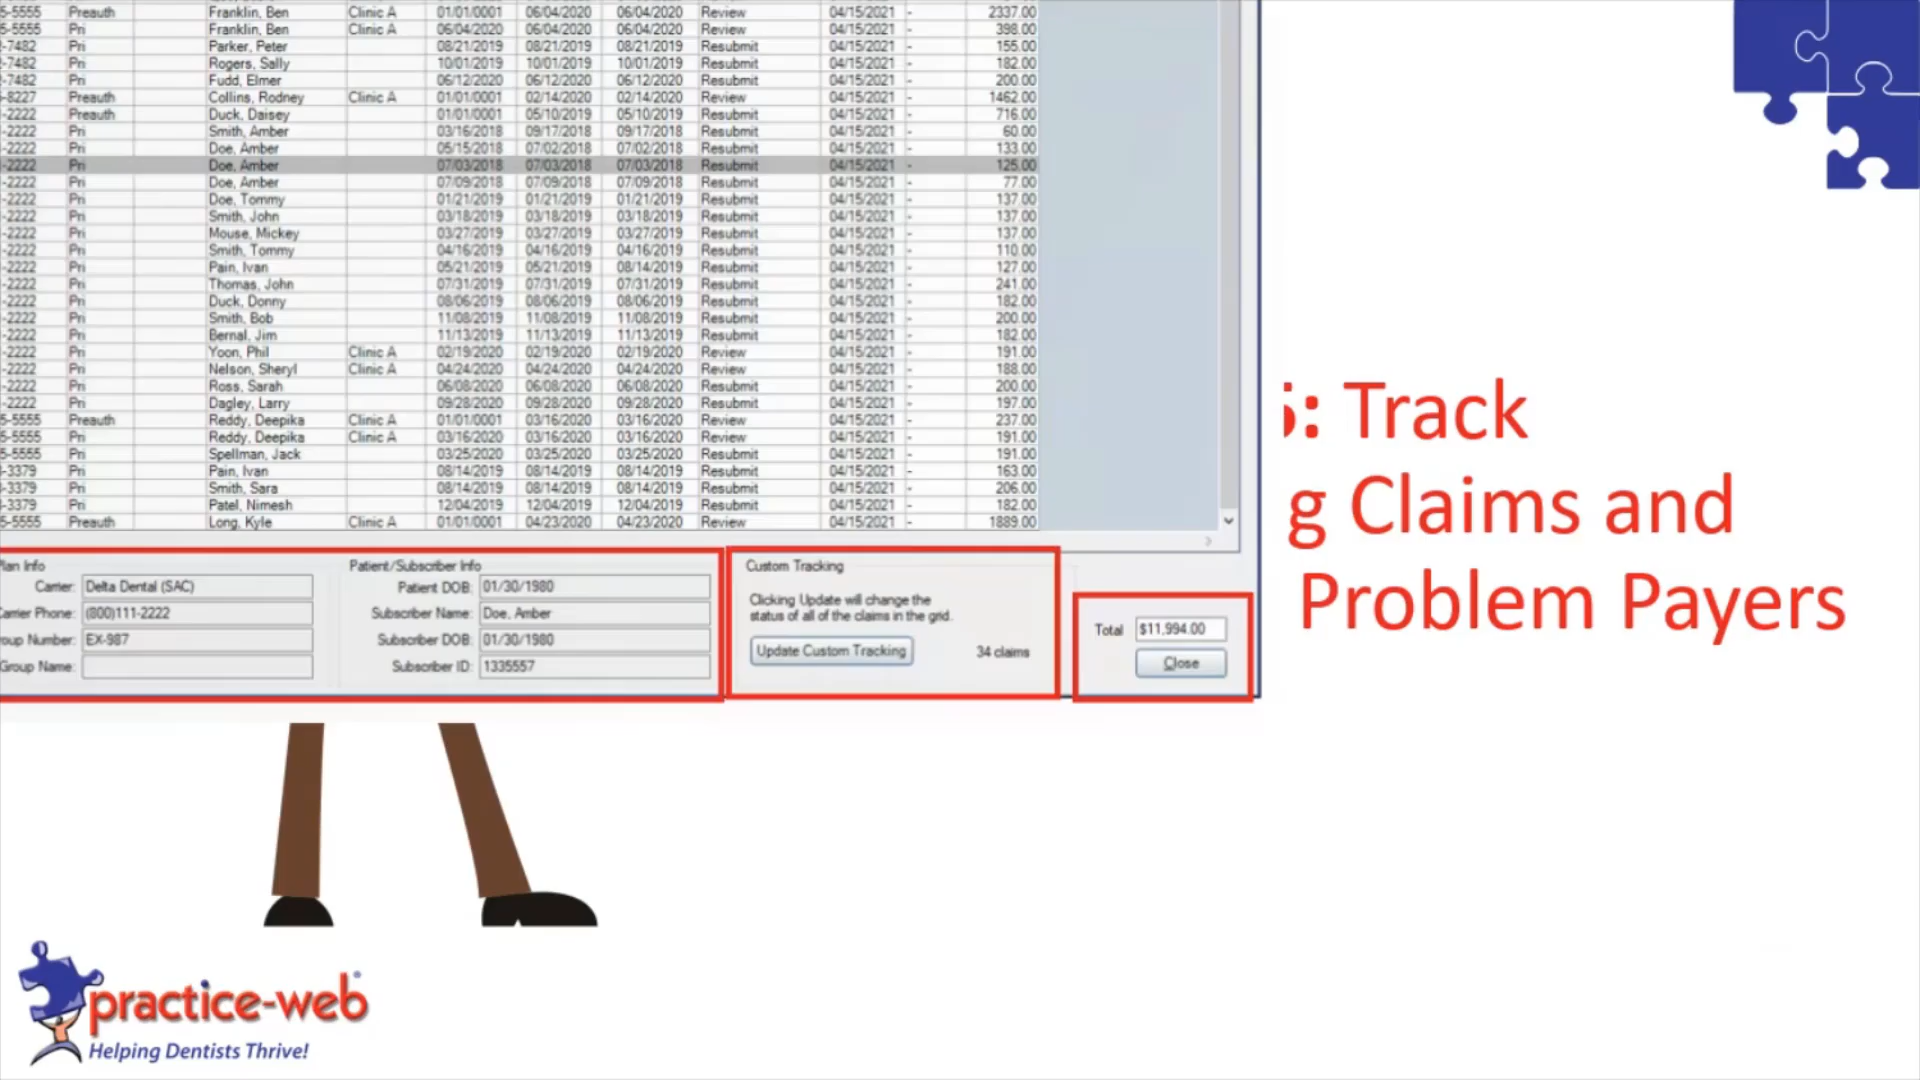 5-5555 Preauth Franklin, Ben Clinic A 01/01/0001 06/04/2020 06/04/2020 Review 04/15/2021 - 2337.00
5-5555 Pri Franklin, Ben Clinic A 06/04/2020 06/04/2020 06/04/2020 Review 04/15/2021 - 398.00
-7482 Pri Parker, Peter 08/21/2019 08/21/2019 08/21/2019 Resubmit 04/15/2021 - 155.00
-7482 Pri Rogers, Sally 10/01/2019 10/01/2019 10/01/2019 Resubmit 04/15/2021 - 182.00
-7482 Pri Fudd, Elmer 06/12/2020 06/12/2020 06/12/2020 Resubmit 04/15/2021 - 200.00
-8227 Preauth Collins, Rodney Clinic A 01/01/0001 02/14/2020 02/14/2020 Review 04/15/2021 - 1462.00
-2222 Preauth Duck, Daisey 01/01/0001 05/10/2019 05/10/2019 Resubmit 04/15/2021 - 716.00
-2222 Pri Smith, Amber 03/16/2018 09/17/2018 09/17/2018 Resubmit 04/15/2021 - 60.00
-2222 Pri Doe, Amber 05/15/2018 07/02/2018 07/02/2018 Resubmit 04/15/2021 - 133.00
-2222 Pri Doe, Amber 07/03/2018 07/03/2018 07/03/2018 Resubmit 04/15/2021 - 125.00
-2222 Pri Doe, Amber 07/09/2018 07/09/2018 07/09/2018 Resubmit 04/15/2021 - 77.00
-2222 Pri Doe, Tommy 01/21/2019 01/21/2019 01/21/2019 Resubmit 04/15/2021 - 137.00
-2222 Pri Smith, John 03/18/2019 03/18/2019 03/18/2019 Resubmit 04/15/2021 - 137.00
-2222 Pri Mouse, Mickey 03/27/2019 03/27/2019 03/27/2019 Resubmit 04/15/2021 - 137.00
-2222 Pri Smith, Tommy 04/16/2019 04/16/2019 04/16/2019 Resubmit 04/15/2021 - 110.00
-2222 Pri Pain, Ivan 05/21/2019 05/21/2019 08/14/2019 Resubmit 04/15/2021 - 127.00
-2222 Pri Thomas, John 07/31/2019 07/31/2019 07/31/2019 Resubmit 04/15/2021 - 241.00
-2222 Pri Duck, Donny 08/06/2019 08/06/2019 08/06/2019 Resubmit 04/15/2021 - 182.00
-2222 Pri Smith, Bob 11/08/2019 11/08/2019 11/08/2019 Resubmit 04/15/2021 - 200.00
-2222 Pri Bernal, Jim 11/13/2019 11/13/2019 11/13/2019 Resubmit 04/15/2021 - 182.00
-2222 Pri Yoon, Phil Clinic A 02/19/2020 02/19/2020 02/19/2020 Review 04/15/2021 - 191.00
-2222 Pri Nelson, Sheryl Clinic A 04/24/2020 04/24/2020 04/24/2020 Review 04/15/2021 - 188.00
-2222 Pri Ross, Sarah 06/08/2020 06/08/2020 06/08/2020 Resubmit 04/15/2021 - 200.00
-2222 Pri Dagley, Larry 09/28/2020 09/28/2020 09/28/2020 Resubmit 04/15/2021 - 197.00
5-5555 Preauth Reddy, Deepika Clinic A 01/01/0001 03/16/2020 03/16/2020 Review 04/15/2021 - 237.00
5-5555 Pri Reddy, Deepika Clinic A 03/16/2020 03/16/2020 03/16/2020 Review 04/15/2021 - 191.00
5-5555 Pri Spellman, Jack 03/25/2020 03/25/2020 03/25/2020 Resubmit 04/15/2021 - 191.00
-3379 Pri Pain, Ivan 08/14/2019 08/14/2019 08/14/2019 Resubmit 04/15/2021 - 163.00
-3379 Pri Smith, Sara 08/14/2019 08/14/2019 08/14/2019 Resubmit 04/15/2021 - 206.00
-3379 Pri Patel, Nimesh 12/04/2019 12/04/2019 12/04/2019 Resubmit 04/15/2021 - 182.00
5-5555 Preauth Long, Kyle Clinic A 01/01/0001 04/23/2020 04/23/2020 Review 04/15/2021 - 1889.00
Plan Info
Carrier: Delta Dental (SAC)
Carrier Phone: (800)111-2222
roup Number: EX-987
Group Name:
Patient/Subscriber Info
Patient DOB: 01/30/1980
Subscriber Name: Doe, Amber
Subscriber DOB: 01/30/1980
Subscriber ID: 1335557
Custom Tracking
Clicking Update will change the
status of all of the claims in the grid.
Update Custom Tracking 34 claims
Total $11,994.00
Close
5: Track
g Claims and
Problem Payers
practice-web
Helping Dentists Thrive!